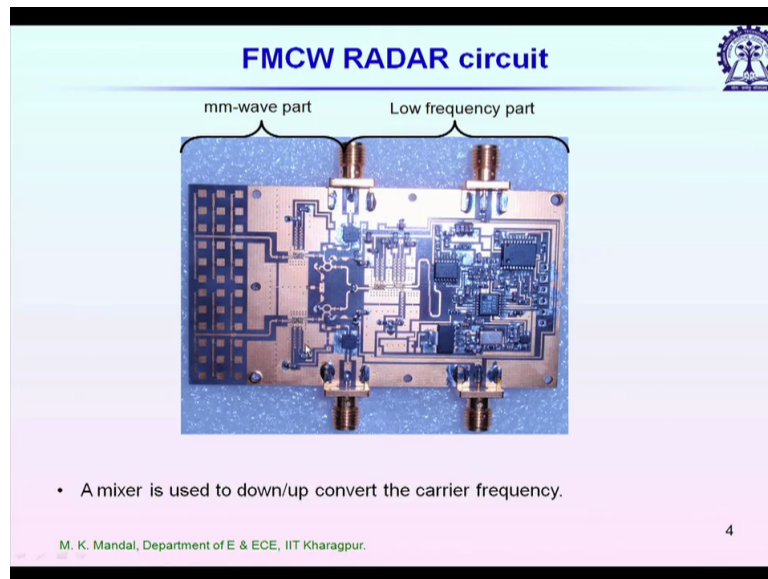 FMCW RADAR circuit
mm-wave part
Low frequency part
• A mixer is used to down/up convert the carrier frequency.
4
M. K. Mandal, Department of E & ECE, IIT Kharagpur.